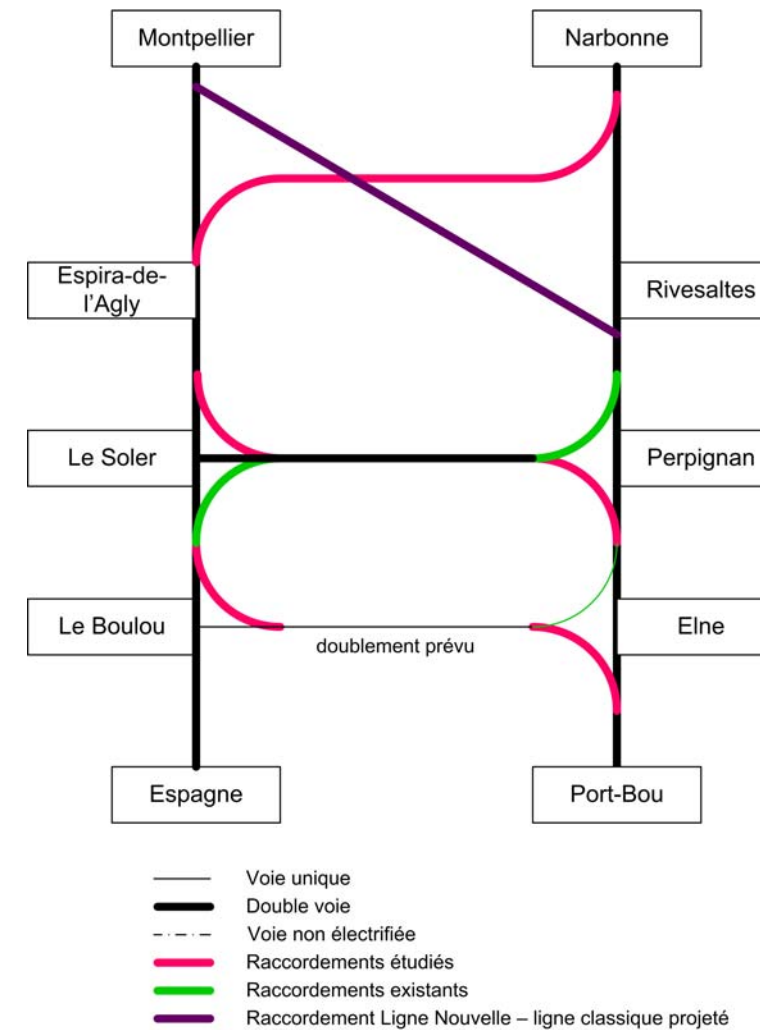 Montpellier
Narbonne
Espira-de-
l'Agly
Rivesaltes
Le Soler
Perpignan
Le Boulou
Elne
doublement prévu
Espagne
Port-Bou
Voie unique
Double voie
Voie non électrifiée
Raccordements étudiés
Raccordements existants
Raccordement Ligne Nouvelle – ligne classique projeté